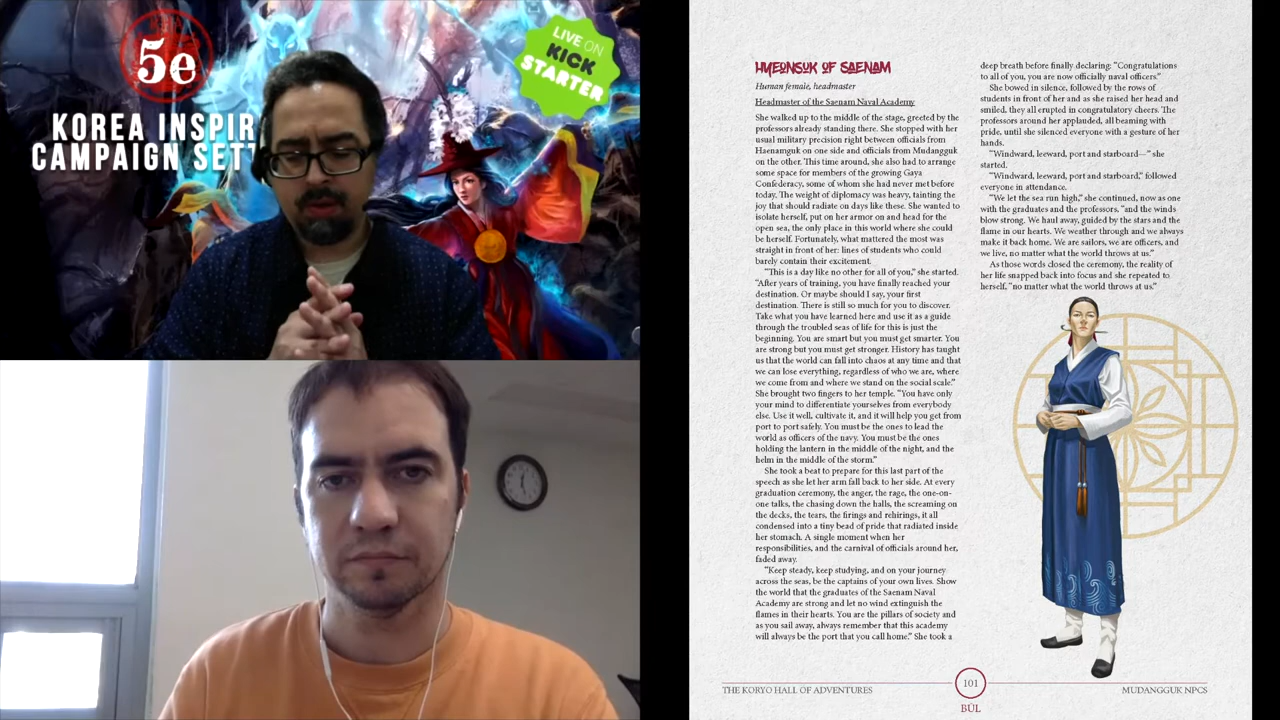 5e
KOREA INSPIR
CAMPAIGN SETT
LIVE ON
KICK
STARTER
HYEONSUK OF SAENAM
Human female, headmaster
Headmaster of the Saenam Naval Academy
She walked up to the middle of the stage, greeted by the
professors already standing there. She stopped with her
usual military precision right between officials from
Haenamguk on one side and officials from Mudangguk
on the other. This time around, she also had to arrange
some space for members of the growing Gaya
Confederacy, some of whom she had never met before
today. The weight of diplomacy was heavy, tainting the
joy that should radiate on days like these. She wanted to
isolate herself, put on her armor on and head for the
open sea, the only place in this world where she could
be herself. Fortunately, what mattered the most was
straight in front of her: lines of students who could
barely contain their excitement.
"This is a day like no other for all of you," she started.
"After years of training, you have finally reached your
destination. Or maybe should I say, your first
destination. There is still so much for you to discover.
Take what you have learned here and use it as a guide
through the troubled seas of life for this is just the
beginning. You are smart but you must get smarter. You
are strong but you must get stronger. History has taught
us that the world can fall into chaos at any time and that
we can lose everything, regardless of who we are, where
we come from and where we stand on the social scale."
She brought two fingers to her temple. "You have only
your mind to differentiate yourselves from everybody
else. Use it well, cultivate it, and it will help you get from
port to port safely. You must be the ones to lead the
world as officers of the navy. You must be the ones
holding the lantern in the middle of the night, and the
helm in the middle of the storm."
She took a beat to prepare for this last part of the
speech as she let her arm fall back to her side. At every
graduation ceremony, the anger, the rage, the one-on-
one talks, the chasing down the halls, the screaming on
the decks, the tears, the firings and rehirings, it all
condensed into a tiny bead of pride that radiated inside
her stomach. A single moment when her
responsibilities, and the carnival of officials around her,
faded away.
"Keep steady, keep studying, and on your journey
across the seas, be the captains of your own lives. Show
the world that the graduates of the Saenam Naval
Academy are strong and let no wind extinguish the
flames in their hearts. You are the pillars of society and
as you sail away, always remember that this academy
will always be the port that you call home." She took a
deep breath before finally declaring: "Congratulations
to all of you, you are now officially naval officers."
She bowed in silence, followed by the rows of
students in front of her and as she raised her head and
smiled, they all erupted in congratulatory cheers. The
professors around her applauded, all beaming with
pride, until she silenced everyone with a gesture of her
hands.
"Windward, leeward, port and starboard—" she
started.
"Windward, leeward, port and starboard," followed
everyone in attendance.
"We let the sea run high," she continued, now as one
with the graduates and the professors, "and the winds
blow strong. We haul away, guided by the stars and the
flame in our hearts. We weather through and we always
make it back home. We are sailors, we are officers, and
we live, no matter what the world throws at us."
As those words closed the ceremony, the reality of
her life snapped back into focus and she repeated to
herself, "no matter what the world throws at us."
THE KORYO HALL OF ADVENTURES
101
MUDANGGUK NPCS
BÜL